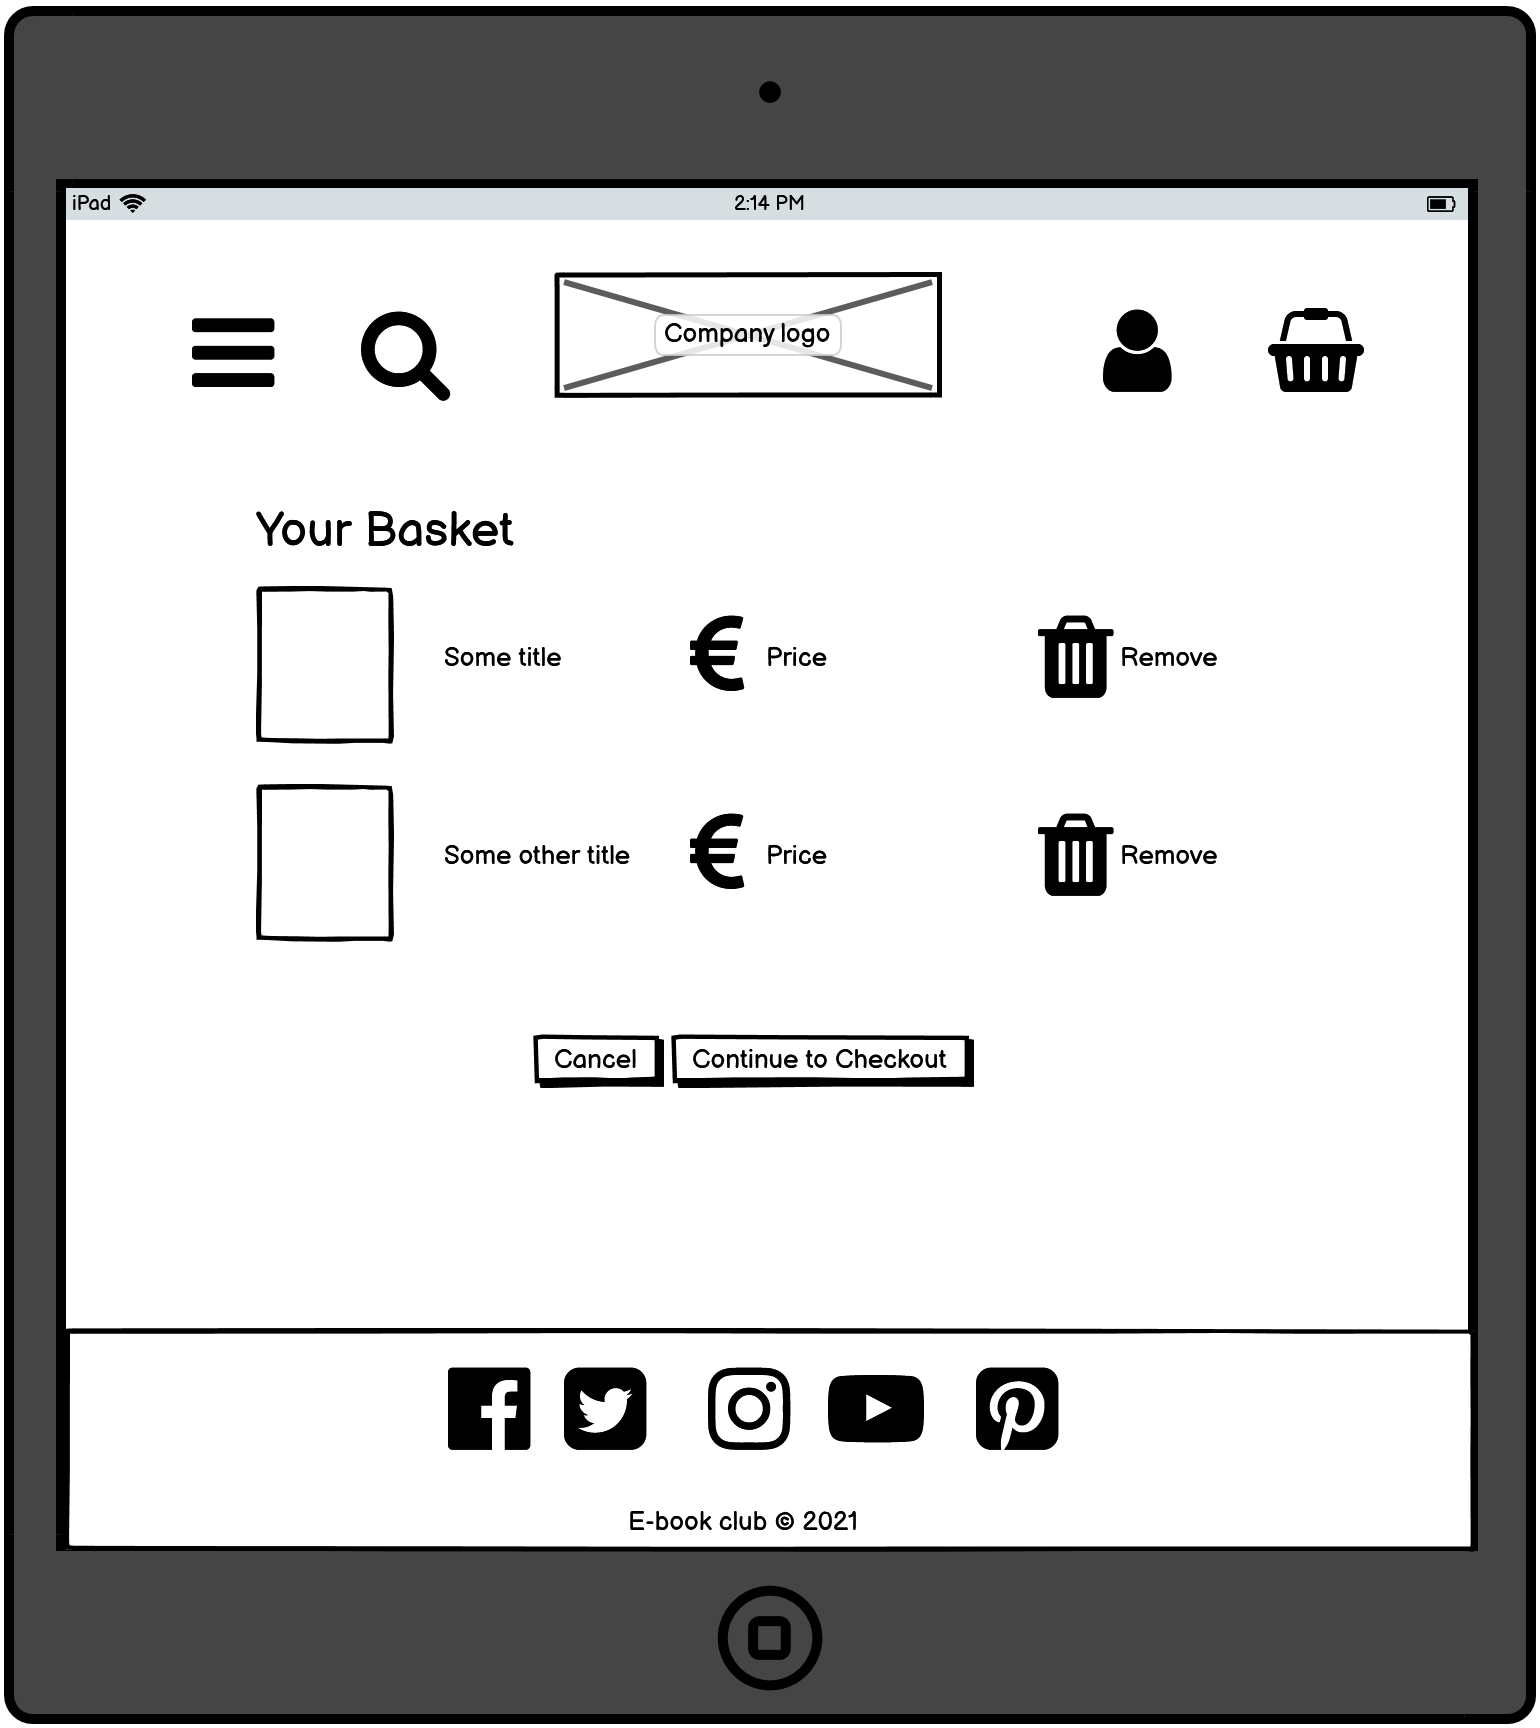 iPad
2:14 PM
Company logo
Your Basket
Some title
€ Price
Remove
Some other title
€ Price
Remove
Cancel
Continue to Checkout
E-book club © 2021